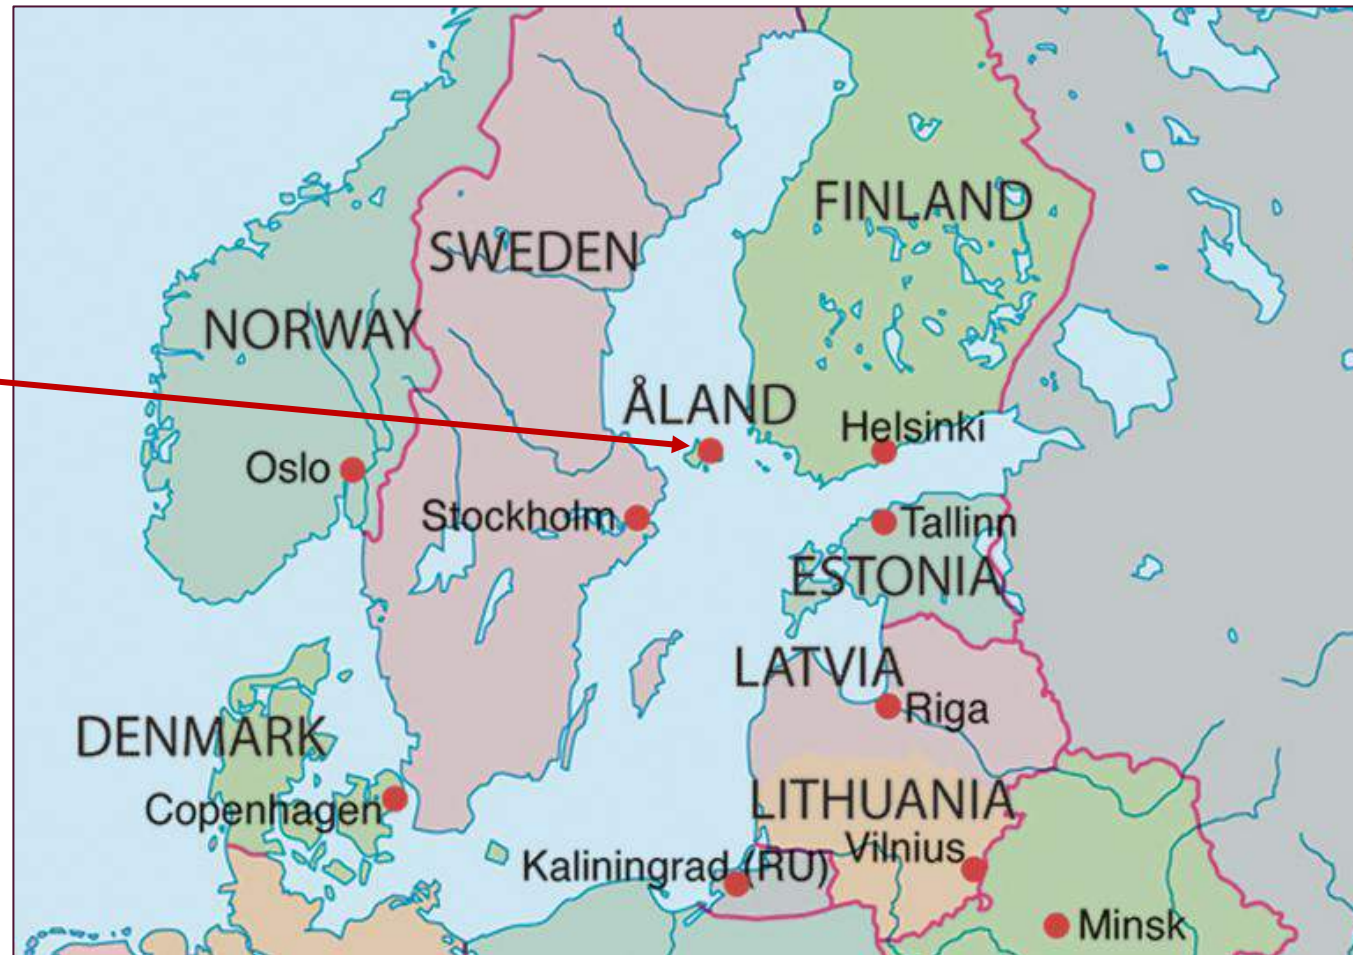 FINLAND
SWEDEN
NORWAY
ÅLAND
Helsinki
Oslo
Stockholm
Tallinn
ESTONIA
LATVIA
Riga
DENMARK
LITHUANIA
Copenhagen
Vilnius
Kaliningrad (RU)
Minsk